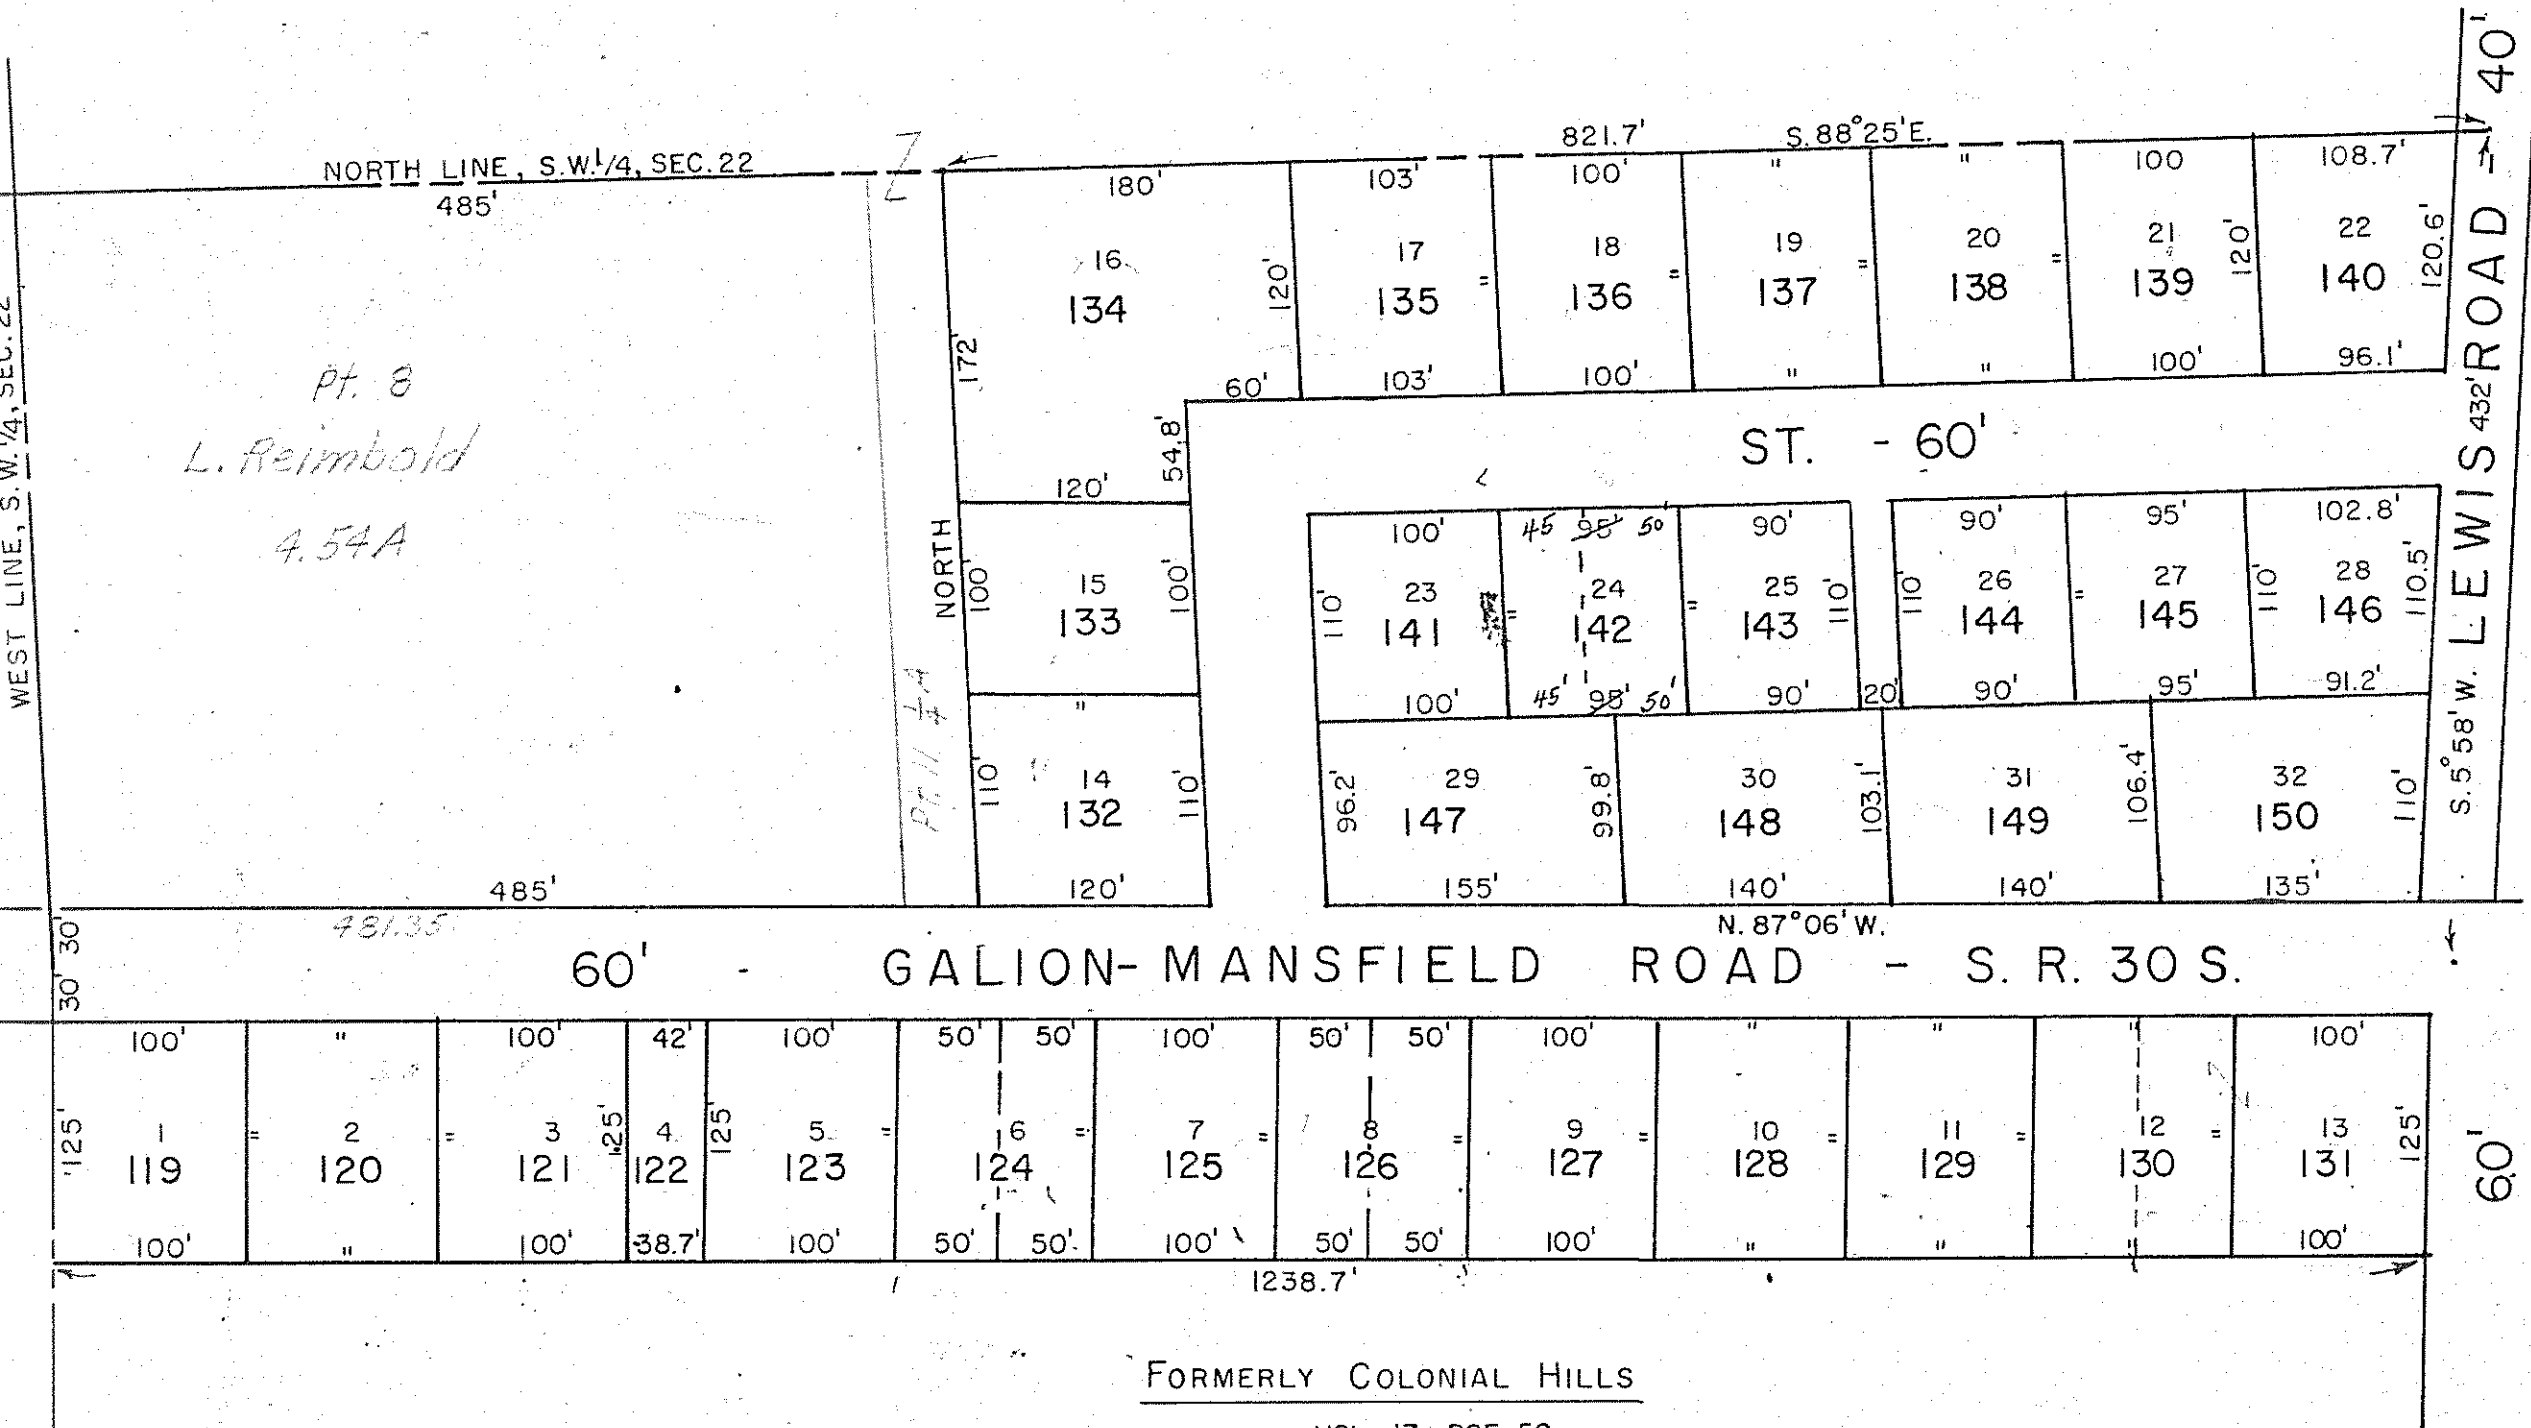 40'
821.7' S.88°25'E.
NORTH LINE, S.W.1/4, SEC.22
485'
180' 103' 100' " " 100 108.7'
16 17 18 19 20 21 22
134 135 136 137 138 139 140
172' 120' = = = = 120' 120.6'
60' 103' 100' " " 100' 96.1'
54.8'
120'
WEST LINE, S.W.1/4, SEC.22
Pt. 8
L. Reimbold
4.54A
ST. - 60'
LEWIS ROAD -
432'
S.5°58'W.
NORTH
100' 45 95' 50' 90' 90' 95' 102.8'
15 23 24 25 26 27 28
133 141 142 143 144 145 146
100' 100' 110' = = 110' 110' = 110' 110.5'
100' 45' 95' 50' 90' 20' 90' 95' 91.2'
"
Pt. 11 1/4 A
14 29 30 31 32
132 147 148 149 150
110' 110' 96.2' 99.8' 103.1' 106.4' 110'
485' 120' 155' 140' 140' 135'
481.35
N. 87°06'W.
30'
30'
60' - GALION-MANSFIELD ROAD - S. R. 30 S.
100' " 100' 42' 100' 50' 50' 100' 50' 50' 100' " " " 100'
125' = = 125' 125' = = = = = = = = 125'
1 2 3 4 5 6 7 8 9 10 11 12 13
119 120 121 122 123 124 125 126 127 128 129 130 131
60'
100' " 100' 38.7' 100' 50' 50' 100' 50' 50' 100' " " " 100'
1238.7'
FORMERLY COLONIAL HILLS